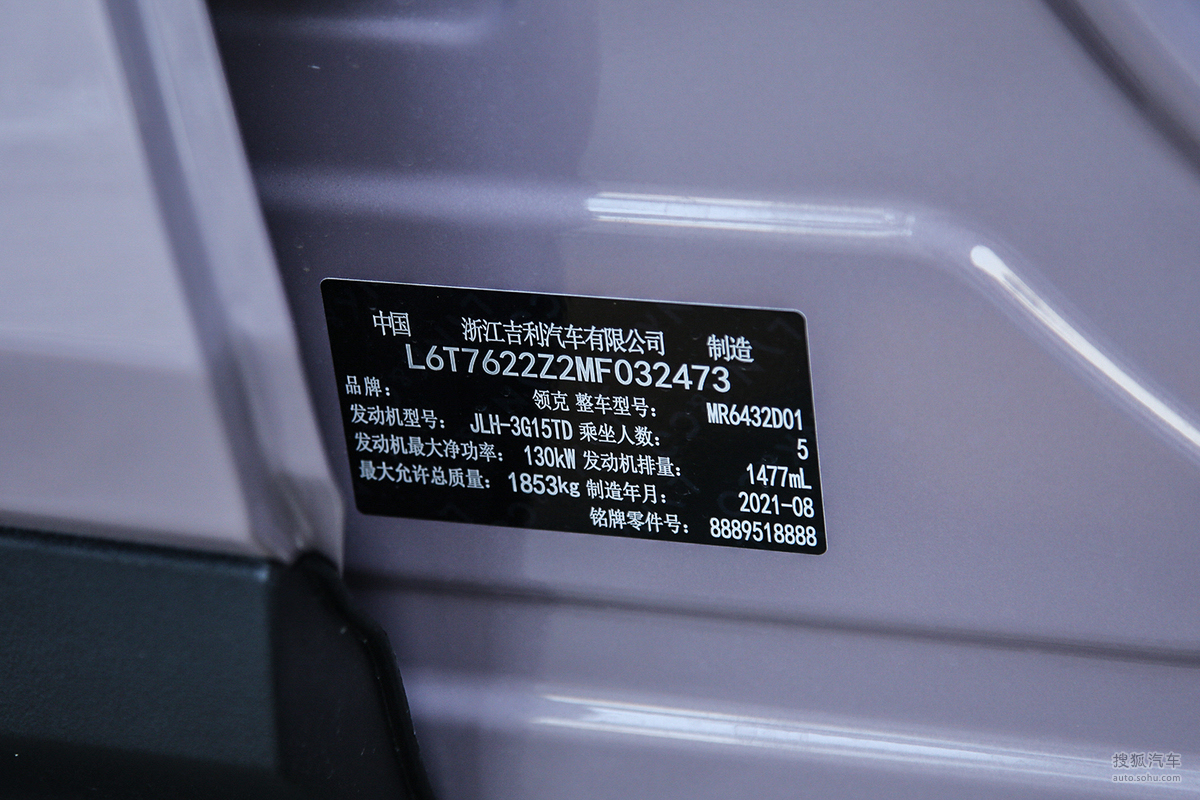 中国 浙江吉利汽车有限公司 制造
L6T7622Z2MF032473
品牌: 领克 整车型号: MR6432D01
发动机型号: JLH-3G15TD 乘坐人数: 5
发动机最大净功率: 130kW 发动机排量: 1477mL
最大允许总质量: 1853kg 制造年月: 2021-08
铭牌零件号: 8889518888
搜狐汽车
auto.sohu.com